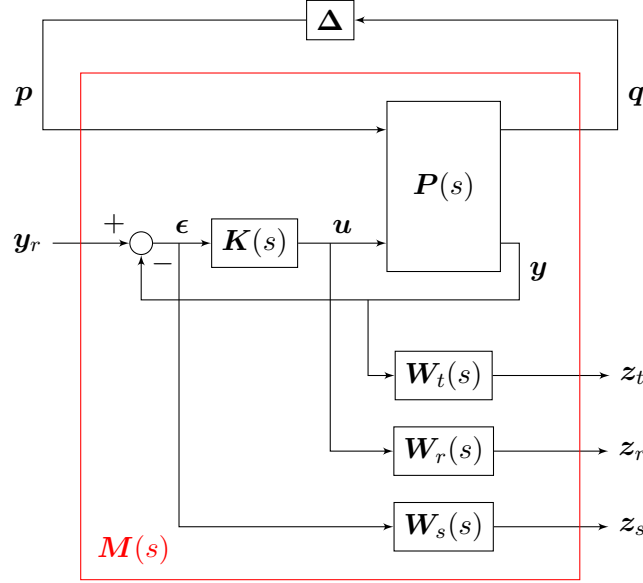 Δ
p
q
P(s)
+
ϵ
K(s)
u
y_r
−
y
W_t(s)
z_t
W_r(s)
z_r
W_s(s)
z_s
M(s)